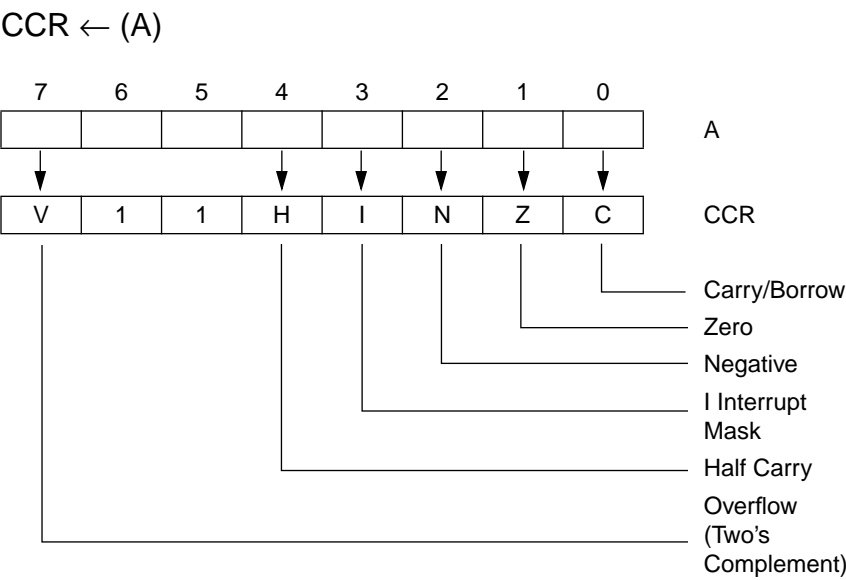 CCR ← (A)
7 6 5 4 3 2 1 0
A
V 1 1 H I N Z C CCR
Carry/Borrow
Zero
Negative
I Interrupt
Mask
Half Carry
Overflow
(Two's
Complement)